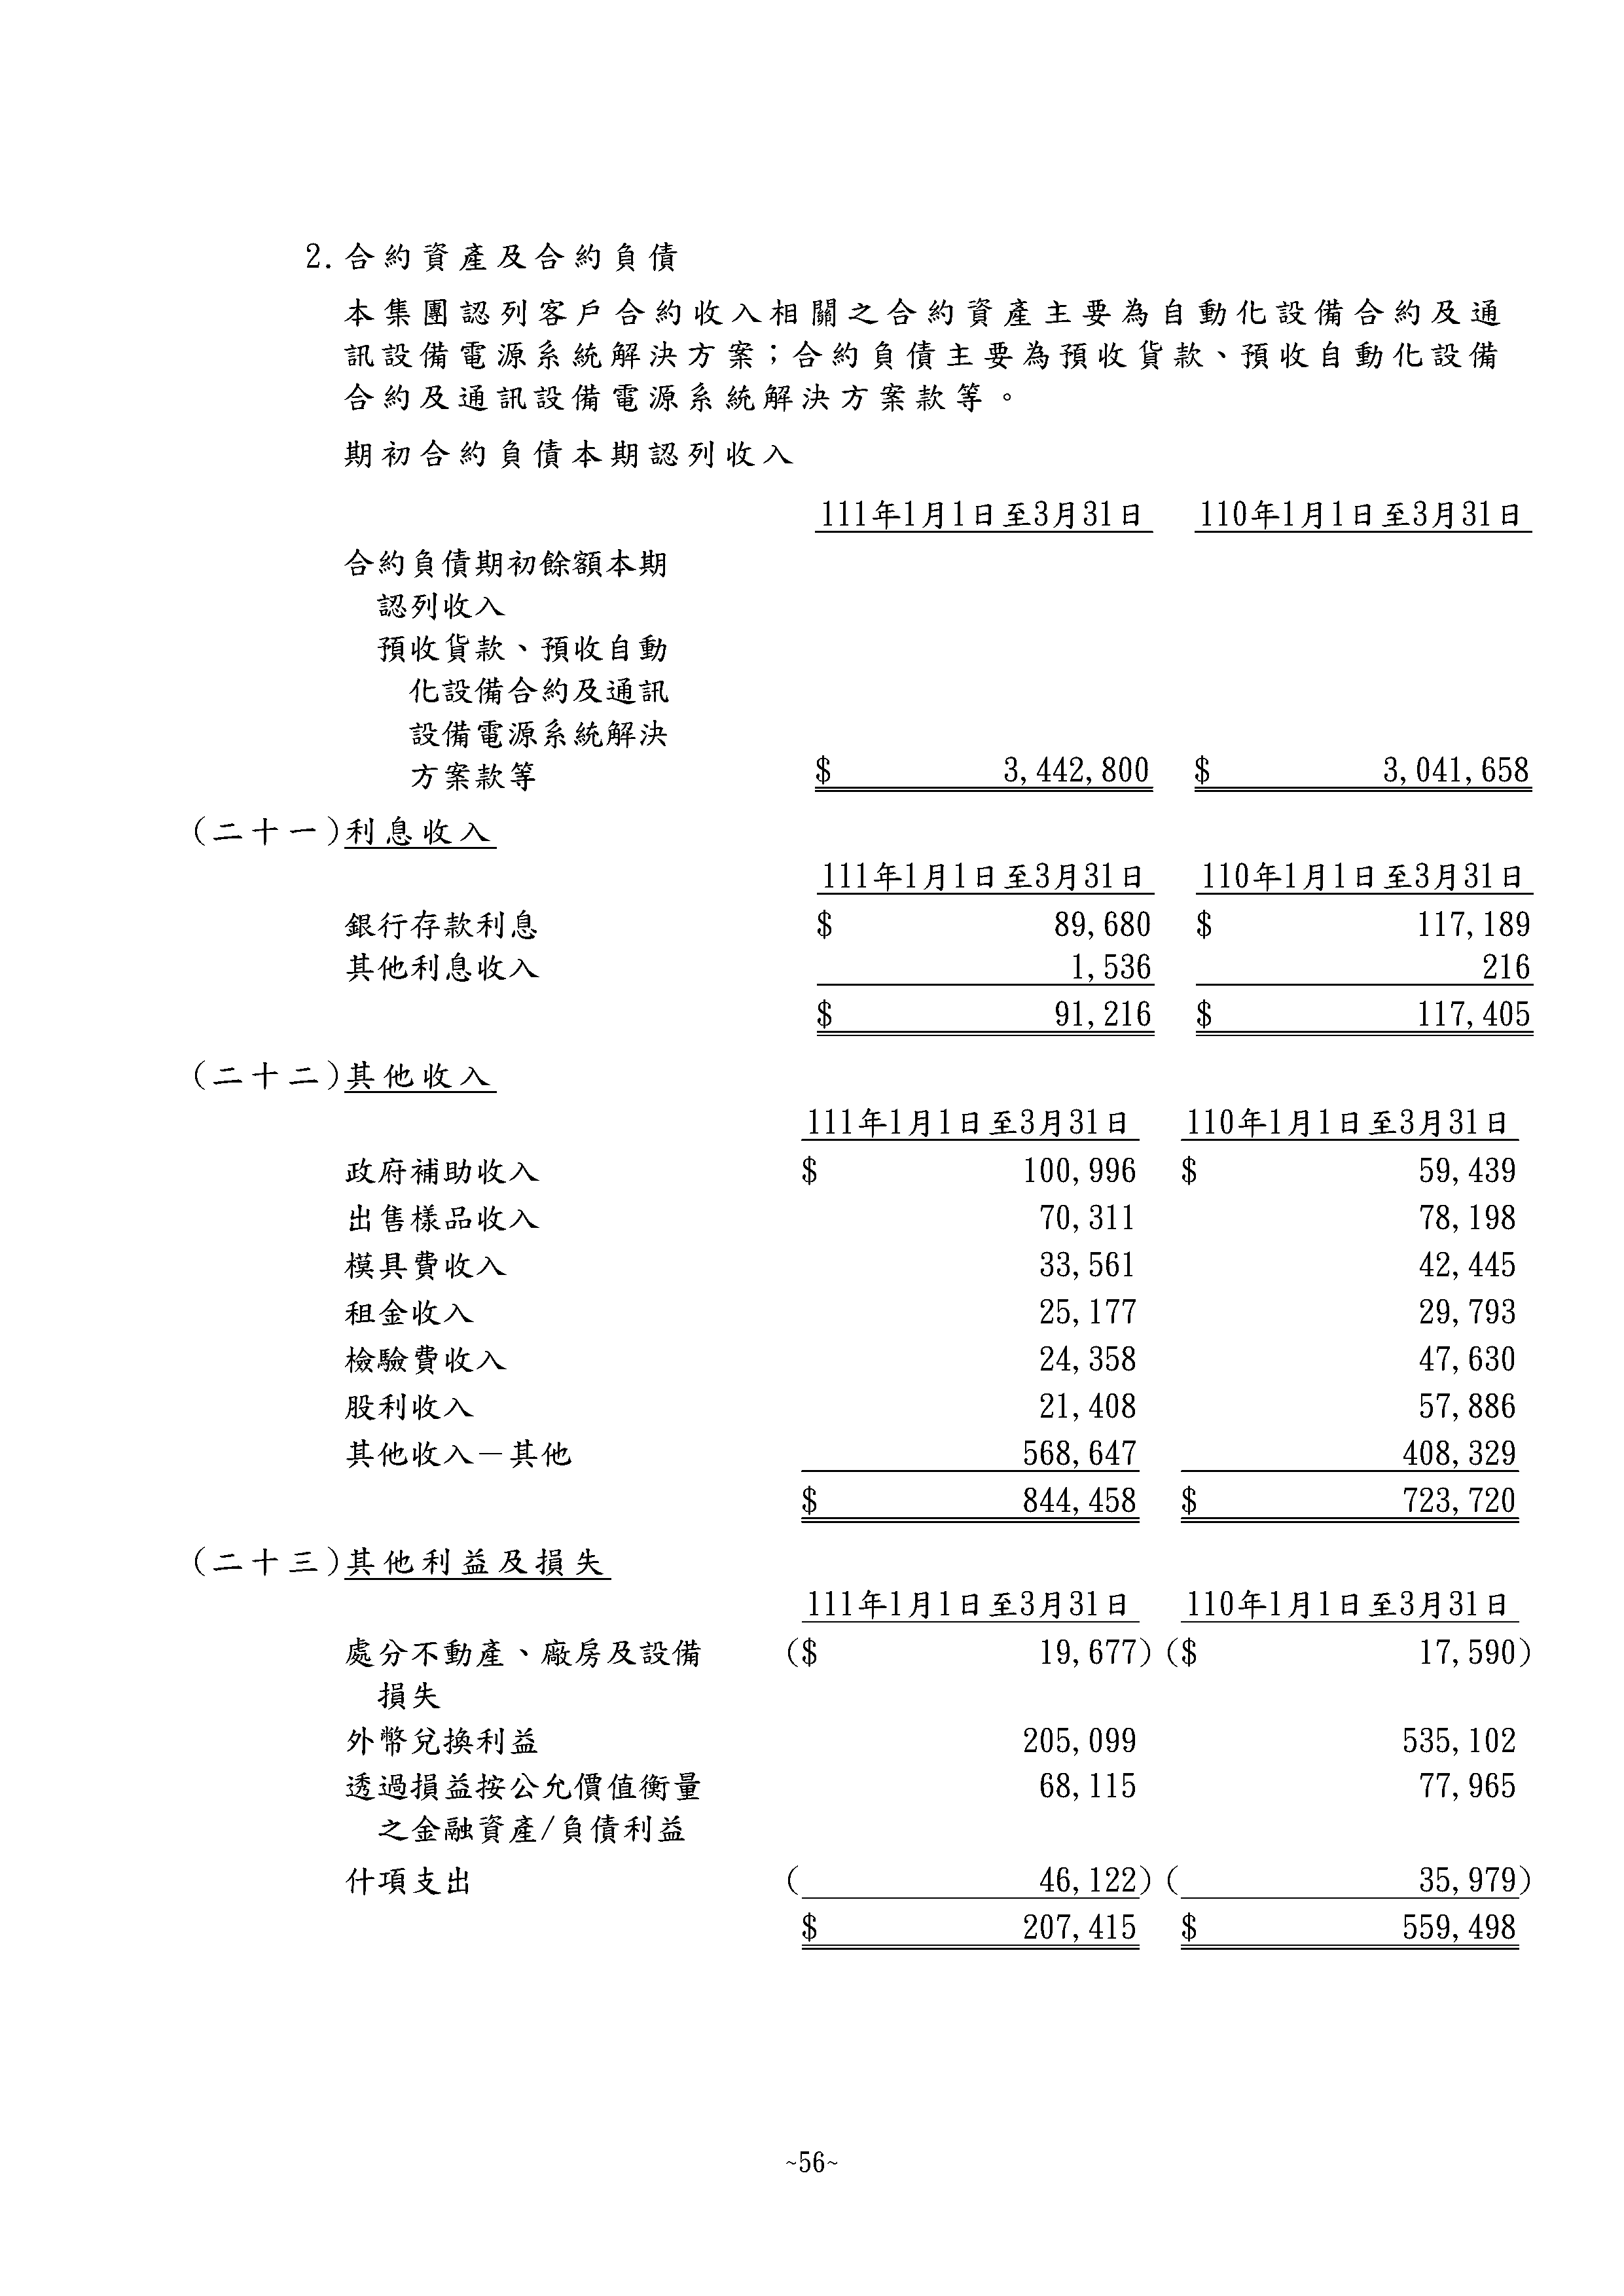 2.合約資產及合約負債
本集團認列客戶合約收入相關之合約資產主要為自動化設備合約及通
訊設備電源系統解決方案；合約負債主要為預收貨款、預收自動化設備
合約及通訊設備電源系統解決方案款等。
期初合約負債本期認列收入
111年1月1日至3月31日 110年1月1日至3月31日
合約負債期初餘額本期
認列收入
預收貨款、預收自動
化設備合約及通訊
設備電源系統解決
方案款等 $ 3,442,800 $ 3,041,658
(二十一)利息收入
111年1月1日至3月31日 110年1月1日至3月31日
銀行存款利息 $ 89,680 $ 117,189
其他利息收入 1,536 216
$ 91,216 $ 117,405
(二十二)其他收入
111年1月1日至3月31日 110年1月1日至3月31日
政府補助收入 $ 100,996 $ 59,439
出售樣品收入 70,311 78,198
模具費收入 33,561 42,445
租金收入 25,177 29,793
檢驗費收入 24,358 47,630
股利收入 21,408 57,886
其他收入－其他 568,647 408,329
$ 844,458 $ 723,720
(二十三)其他利益及損失
111年1月1日至3月31日 110年1月1日至3月31日
處分不動產、廠房及設備 ($ 19,677) ($ 17,590)
損失
外幣兌換利益 205,099 535,102
透過損益按公允價值衡量 68,115 77,965
之金融資產/負債利益
什項支出 ( 46,122) ( 35,979)
$ 207,415 $ 559,498
~56~